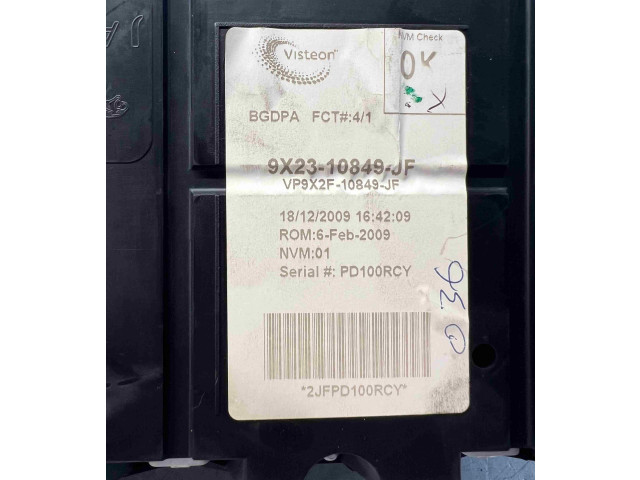 Visteon
NVM Check
OK
X
BGDPA FCT#:4/1
9X23-10849-JF
VP9X2F-10849-JF
18/12/2009 16:42:09
ROM:6-Feb-2009
NVM:01
Serial #: PD100RCY
036
*2JFPD100RCY*